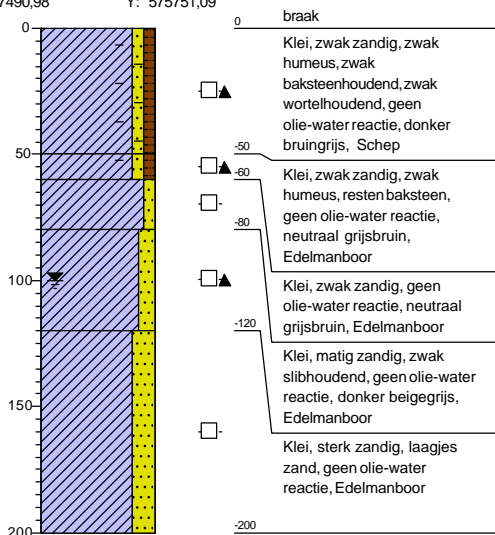 7490,98 Y: 575751,09
0
50
100
150
200
0
braak
Klei, zwak zandig, zwak
humeus, zwak
baksteenhoudend, zwak
wortelhoudend, geen
olie-water reactie, donker
bruingrijs, Schep
-50
Klei, zwak zandig, zwak
humeus, resten baksteen,
geen olie-water reactie,
neutraal grijsbruin,
Edelmanboor
-60
Klei, zwak zandig, geen
olie-water reactie, neutraal
grijsbruin, Edelmanboor
-80
Klei, matig zandig, zwak
slibhoudend, geen olie-water
reactie, donker beigegrijs,
Edelmanboor
-120
Klei, sterk zandig, laagjes
zand, geen olie-water
reactie, Edelmanboor
-200